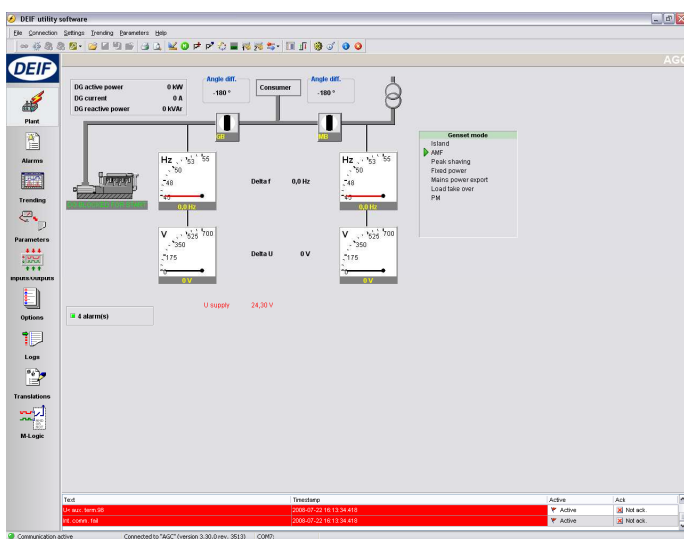 DEIF utility software
File Connection Settings Trending Parameters Help
AGC
DEIF
Plant
Alarms
Trending
Parameters
Inputs/Outputs
Options
Logs
Translations
M-Logic
DG active power 0 kW
DG current 0 A
DG reactive power 0 kVAr
Angle diff.
-180 °
Consumer
Angle diff.
-180 °
GB
MB
Hz 53 55
50
48
45
0,0 Hz
Delta f 0,0 Hz
Hz 53 55
50
48
45
0,0 Hz
V 525 700
350
175
0
0 V
Delta U 0 V
V 525 700
350
175
0
0 V
Genset mode
Island
AMF
Peak shaving
Fixed power
Mains power export
Load take over
PM
U supply 24,30 V
4 alarm(s)
Text Timestamp Active Ack
U< aux. term.98 2008-07-22 16:13:34.418 Active Not ack.
Int. comm. fail 2008-07-22 16:13:34.418 Active Not ack.
Communication active Connected to "AGC" (version 3.30.0 rev. 3513) COM7: